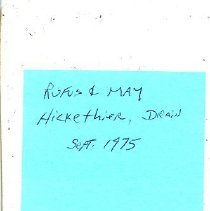 RUFUS & MAY
Hickethier, DRAIN
Sept. 1975